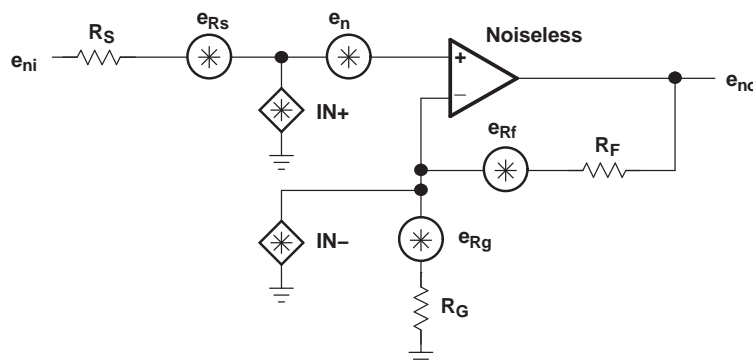 e_Rs
e_n
Noiseless
R_S
e_ni
+
−
IN+
e_no
e_Rf
R_F
IN−
e_Rg
R_G